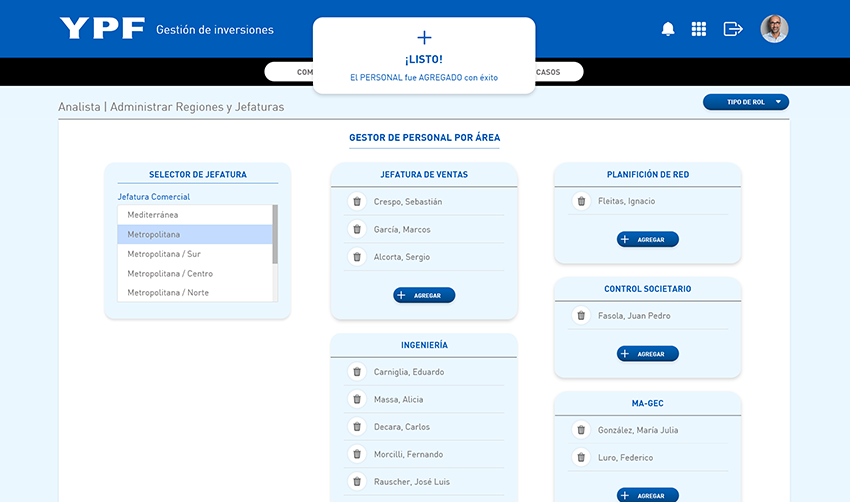 YPF Gestión de inversiones
¡LISTO!
El PERSONAL fue AGREGADO con éxito
COM
CASOS
Analista | Administrar Regiones y Jefaturas
TIPO DE ROL
GESTOR DE PERSONAL POR ÁREA
SELECTOR DE JEFATURA
Jefatura Comercial
Mediterránea
Metropolitana
Metropolitana / Sur
Metropolitana / Centro
Metropolitana / Norte
JEFATURA DE VENTAS
Crespo, Sebastián
García, Marcos
Alcorta, Sergio
AGREGAR
INGENIERÍA
Carniglia, Eduardo
Massa, Alicia
Decara, Carlos
Morcilli, Fernando
Rauscher, José Luis
PLANIFICIÓN DE RED
Fleitas, Ignacio
AGREGAR
CONTROL SOCIETARIO
Fasola, Juan Pedro
AGREGAR
MA-GEC
González, María Julia
Luro, Federico
AGREGAR